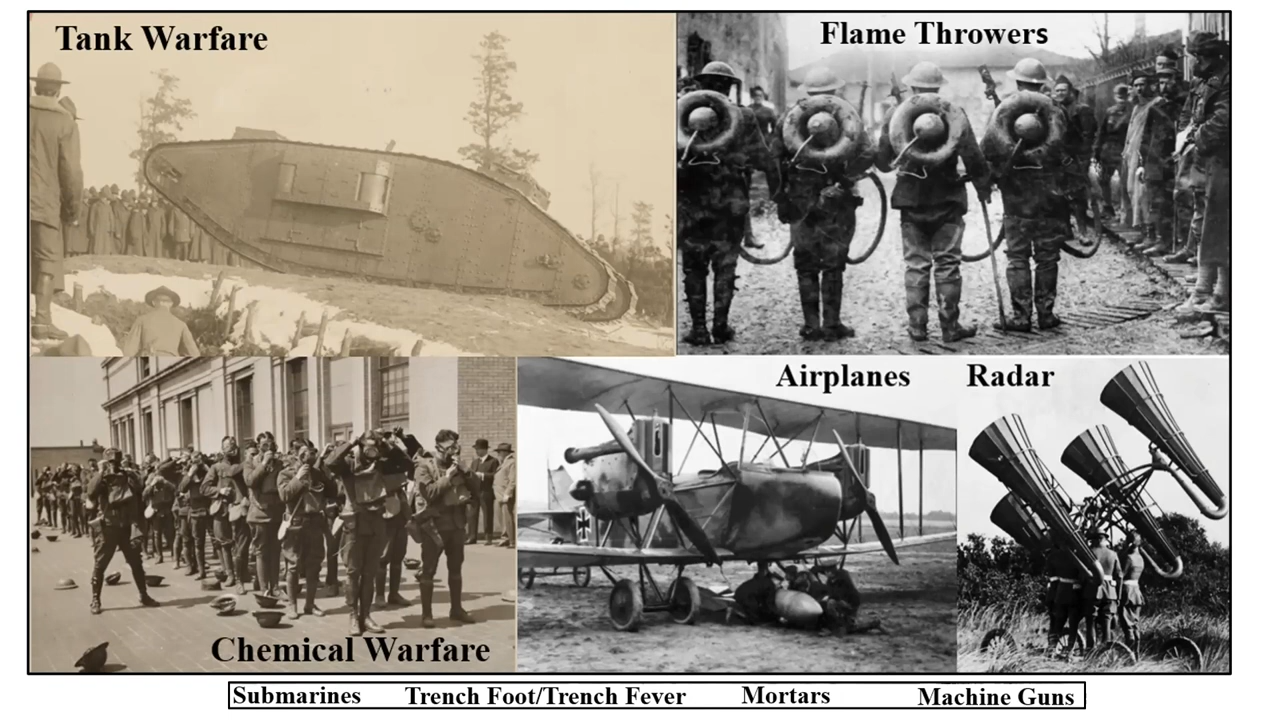 Tank Warfare
Flame Throwers
Chemical Warfare
Airplanes
Radar
Submarines Trench Foot/Trench Fever Mortars Machine Guns